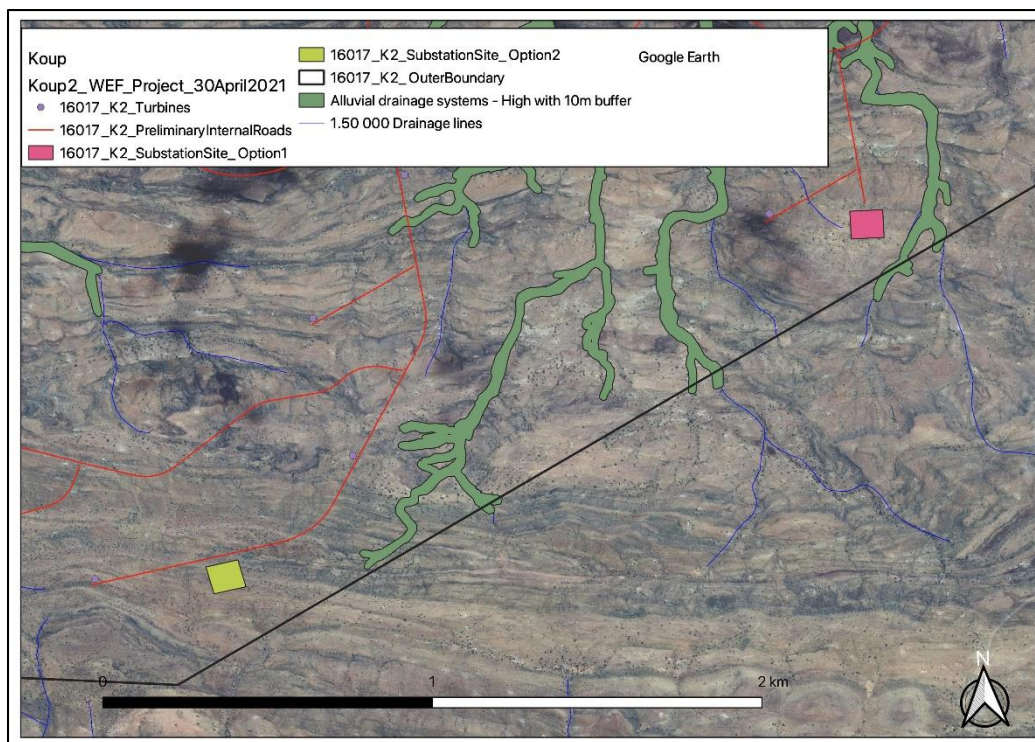 Koup
Koup2_WEF_Project_30April2021
16017_K2_Turbines
16017_K2_PreliminaryInternalRoads
16017_K2_SubstationSite_Option1
16017_K2_SubstationSite_Option2
16017_K2_OuterBoundary
Alluvial drainage systems - High with 10m buffer
1.50 000 Drainage lines
Google Earth
0 1 2 km
N